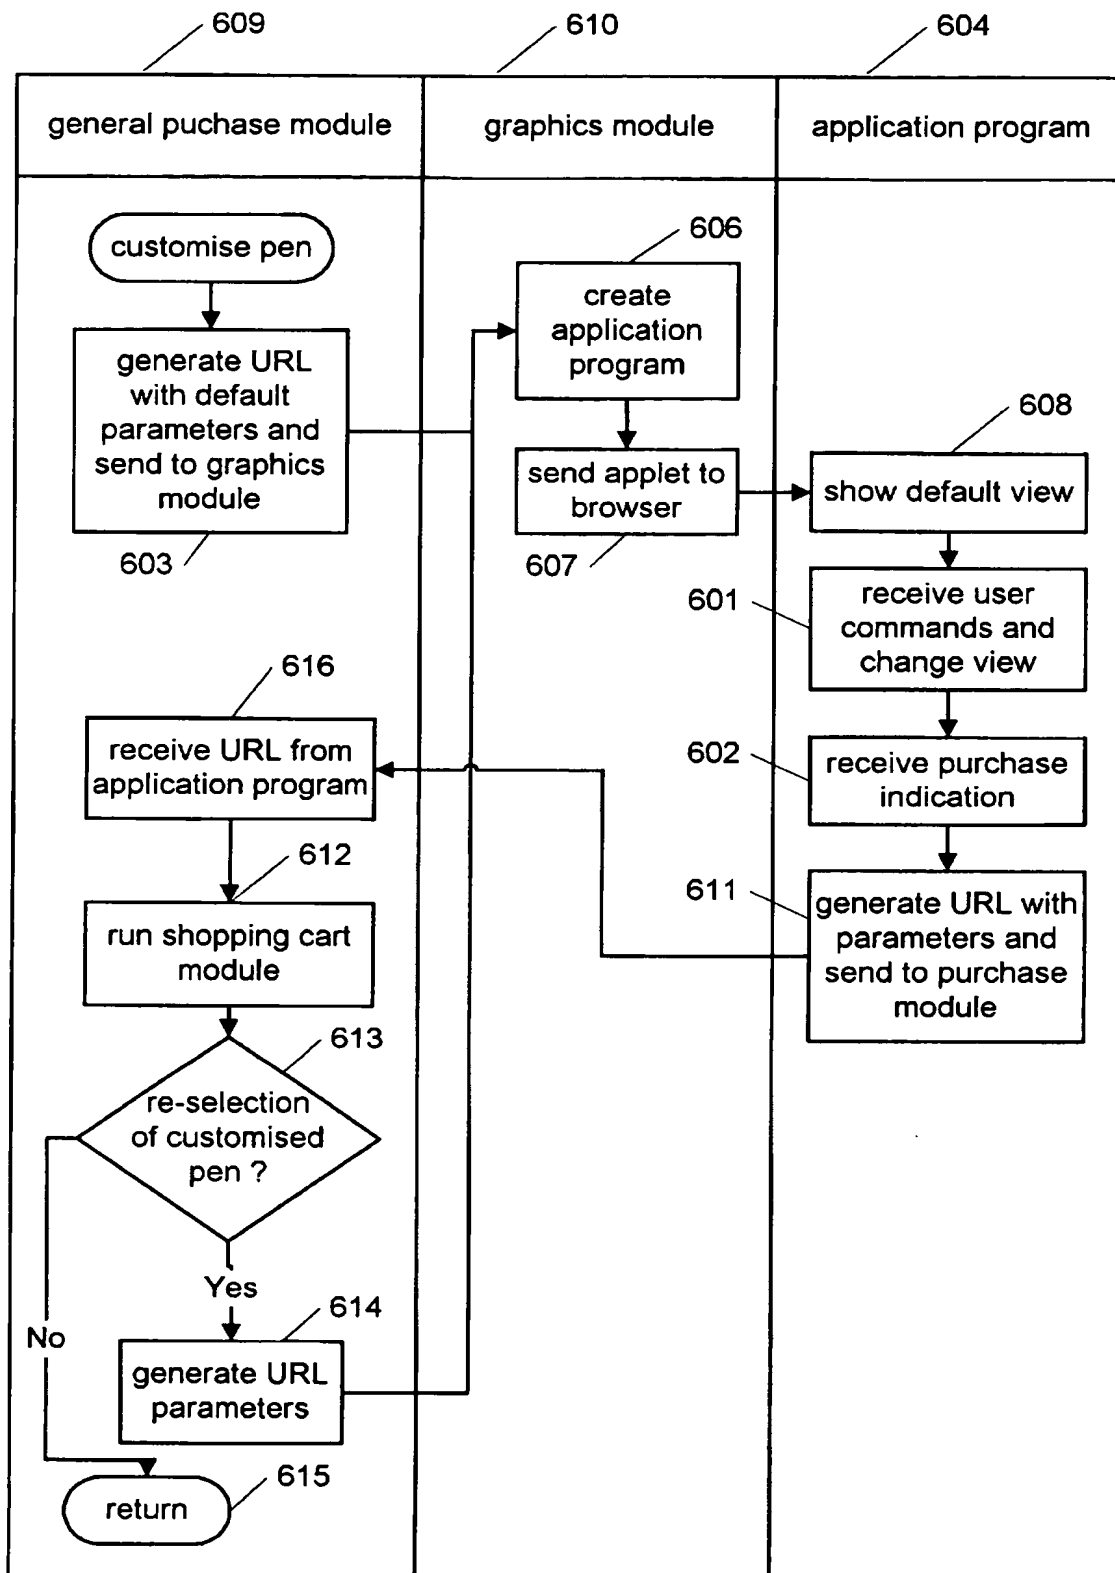 609
610
604
general puchase module
graphics module
application program
customise pen
606
create
application
program
generate URL
with default
parameters and
send to graphics
module
603
send applet to
browser
607
608
show default view
601
receive user
commands and
change view
616
receive URL from
application program
602
receive purchase
indication
612
run shopping cart
module
611
generate URL with
parameters and
send to purchase
module
613
re-selection
of customised
pen ?
Yes
No
614
generate URL
parameters
615
return